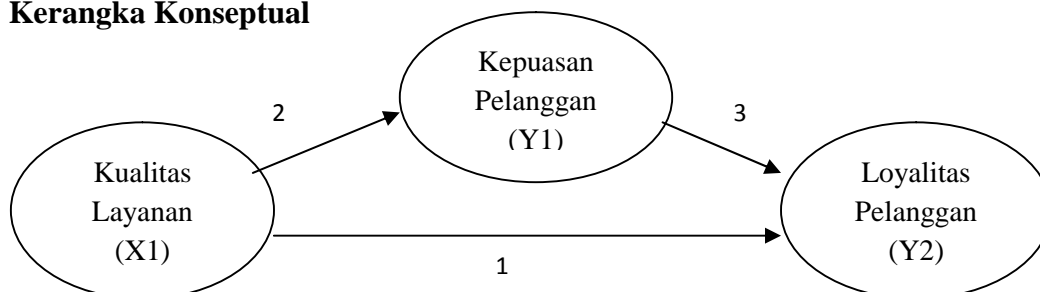 Kerangka Konseptual
Kepuasan
Pelanggan
(Y1)
2
3
Kualitas
Layanan
(X1)
Loyalitas
Pelanggan
(Y2)
1